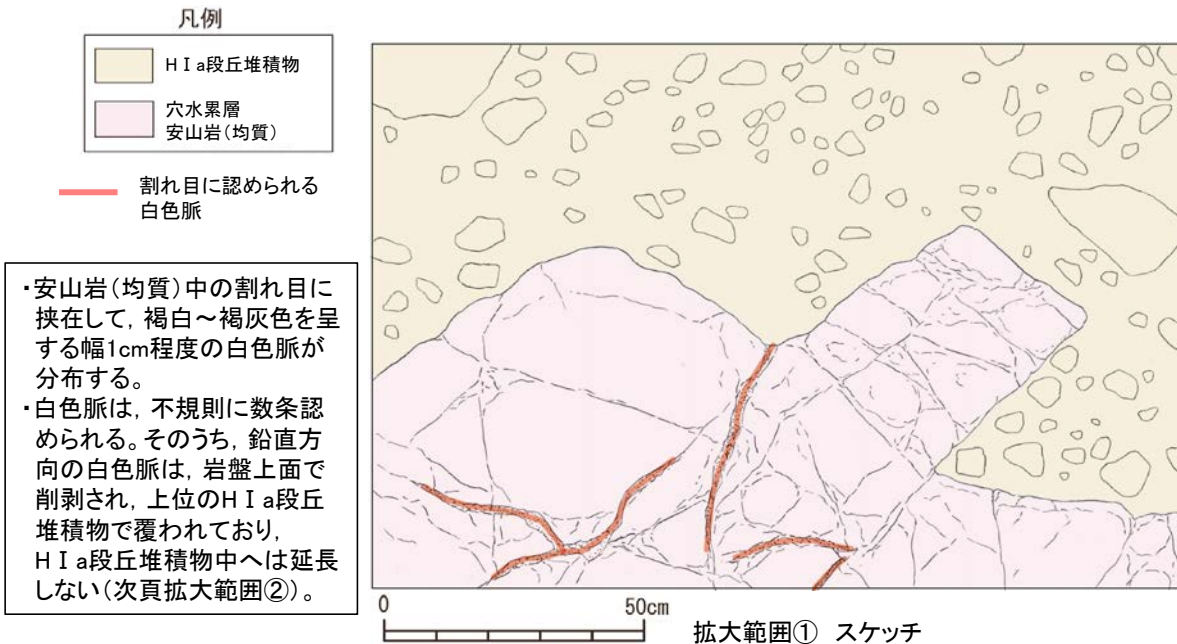 凡例
HⅠa段丘堆積物
穴水累層
安山岩(均質)
割れ目に認められる
白色脈
・安山岩(均質)中の割れ目に
挟在して, 褐白～褐灰色を呈
する幅1cm程度の白色脈が
分布する。
・白色脈は, 不規則に数条認
められる。そのうち, 鉛直方
向の白色脈は, 岩盤上面で
削剥され, 上位のHⅠa段丘
堆積物で覆われており,
HⅠa段丘堆積物中へは延長
しない(次頁拡大範囲②)。
0 50cm
拡大範囲① スケッチ